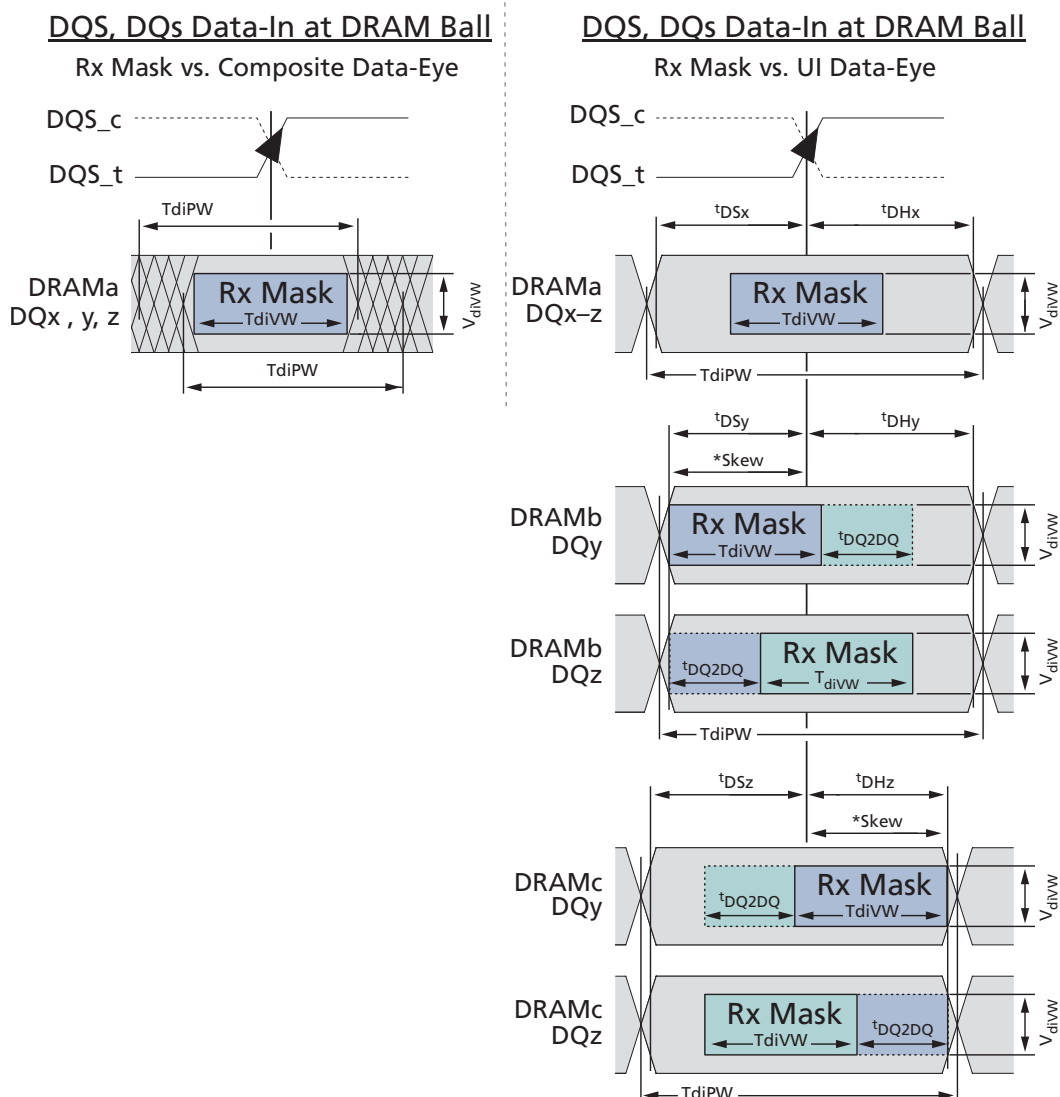 DQS, DQs Data-In at DRAM Ball
Rx Mask vs. Composite Data-Eye
DQS_c
DQS_t
TdiPW
DRAMa
DQx , y, z
Rx Mask
TdiVW
VdiVW
TdiPW
DQS, DQs Data-In at DRAM Ball
Rx Mask vs. UI Data-Eye
DQS_c
DQS_t
tDSx
tDHx
DRAMa
DQx–z
Rx Mask
TdiVW
VdiVW
TdiPW
tDSy
tDHy
*Skew
DRAMb
DQy
Rx Mask
TdiVW
tDQ2DQ
VdiVW
DRAMb
DQz
tDQ2DQ
Rx Mask
TdiVW
VdiVW
TdiPW
tDSz
tDHz
*Skew
DRAMc
DQy
tDQ2DQ
Rx Mask
TdiVW
VdiVW
DRAMc
DQz
Rx Mask
TdiVW
tDQ2DQ
VdiVW
TdiPW